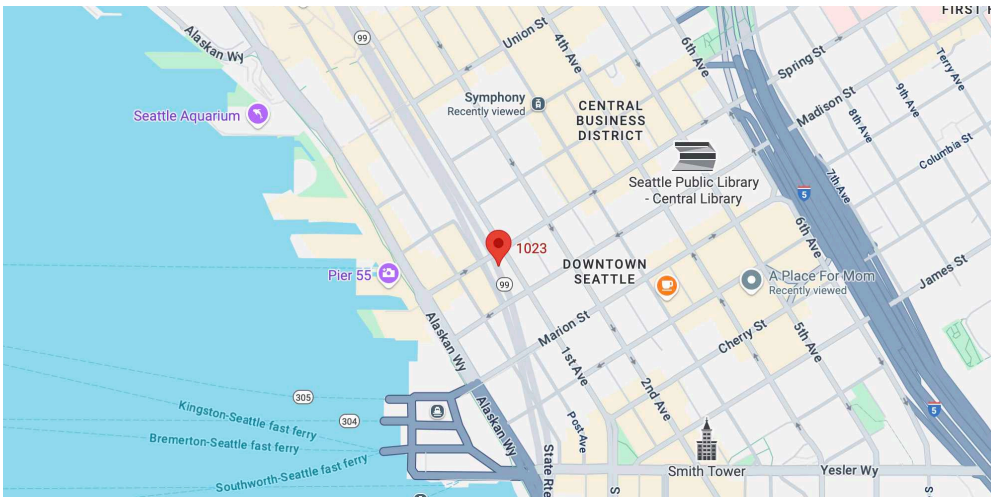 FIRST H
Alaskan Wy
99
Union St
4th Ave
6th Ave
Spring St
Terry Ave
9th Ave
Madison St
8th Ave
Columbia St
Symphony
Recently viewed
CENTRAL
BUSINESS
DISTRICT
Seattle Aquarium
Seattle Public Library
- Central Library
5
7th Ave
6th Ave
1023
Pier 55
99
DOWNTOWN
SEATTLE
A Place For Mom
Recently viewed
James St
Alaskan Wy
Marion St
Cherry St
5th Ave
1st Ave
2nd Ave
305
304
Kingston-Seattle fast ferry
Bremerton-Seattle fast ferry
Southworth-Seattle fast ferry
Alaskan Wy
Post Ave
5
State Rte
Smith Tower
Yesler Wy
S
S
S